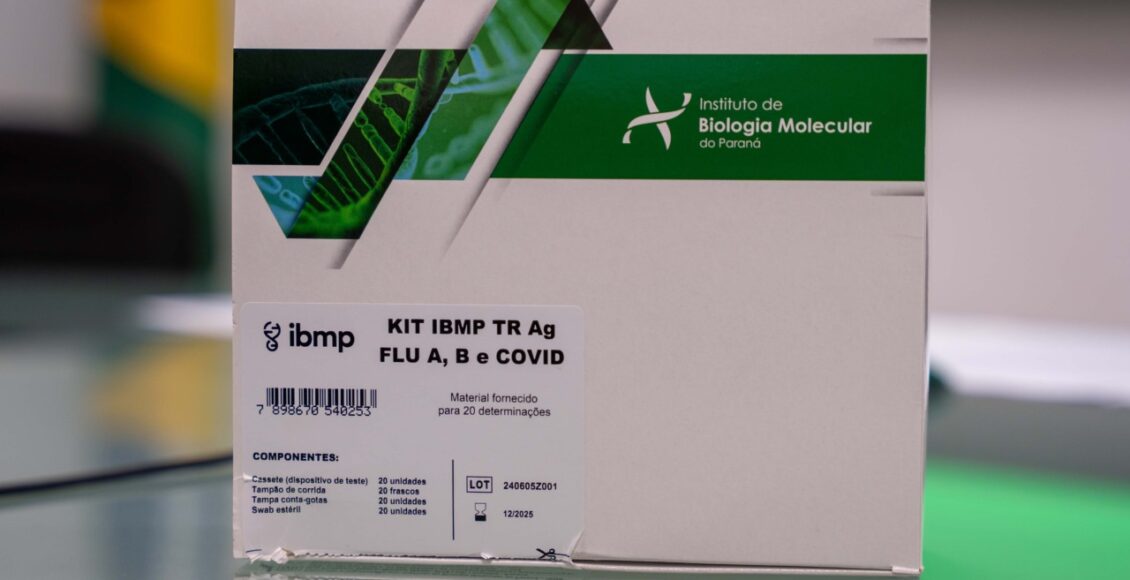 Instituto de
Biologia Molecular
do Paraná
ibmp
KIT IBMP TR Ag
FLU A, B e COVID
7 898670 540253
Material fornecido
para 20 determinações
COMPONENTES:
Cassete (dispositivo de teste) 20 unidades
Tampão de corrida 20 frascos
Tampa conta-gotas 20 unidades
Swab estéril 20 unidades
LOT 240605Z001
12/2025